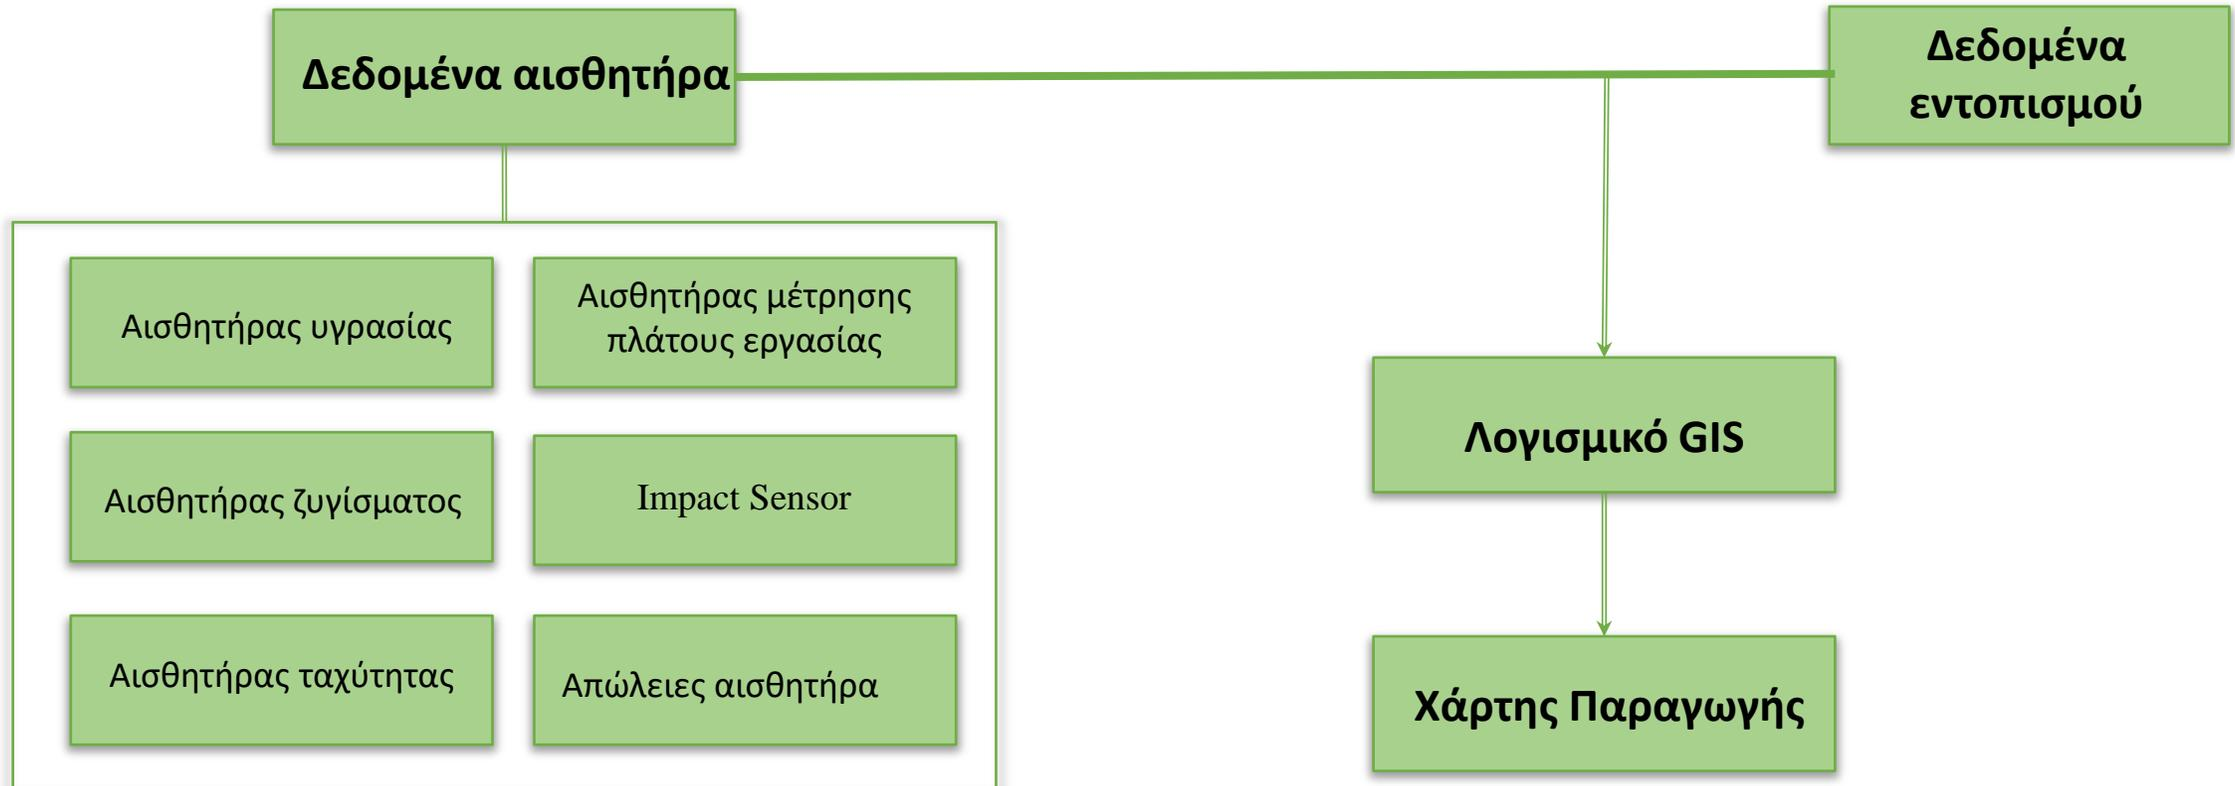 Δεδομένα αισθητήρα
Δεδομένα
εντοπισμού
Αισθητήρας υγρασίας
Αισθητήρας μέτρησης
πλάτους εργασίας
Αισθητήρας ζυγίσματος
Impact Sensor
Αισθητήρας ταχύτητας
Απώλειες αισθητήρα
Λογισμικό GIS
Χάρτης Παραγωγής